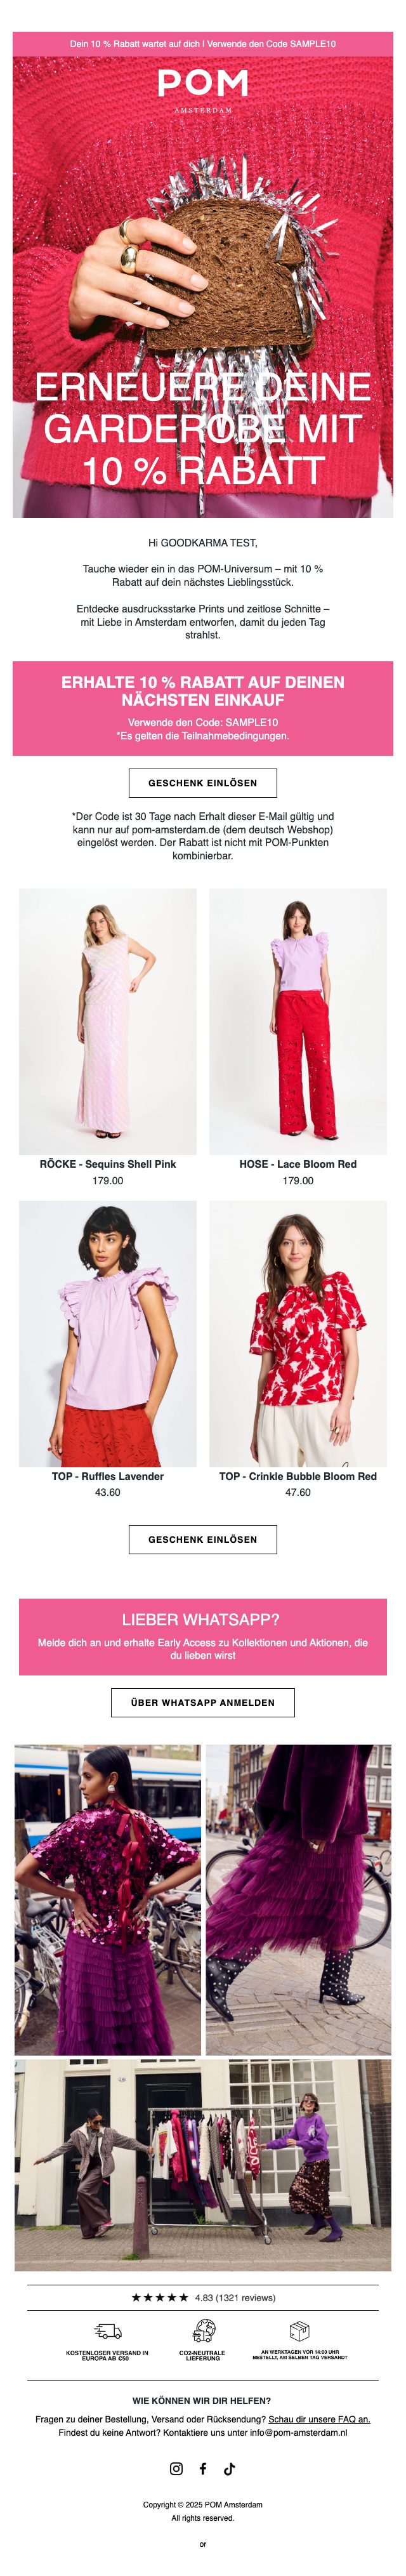 Dein 10 % Rabatt wartet auf dich | Verwende den Code SAMPLE10
POM
AMSTERDAM
ERNEUERE DEINE
GARDEROBE MIT
10 % RABATT
Hi GOODKARMA TEST,
Tauche wieder ein in das POM-Universum – mit 10 %
Rabatt auf dein nächstes Lieblingsstück.
Entdecke ausdrucksstarke Prints und zeitlose Schnitte –
mit Liebe in Amsterdam entworfen, damit du jeden Tag
strahlst.
ERHALTE 10 % RABATT AUF DEINEN
NÄCHSTEN EINKAUF
Verwende den Code: SAMPLE10
*Es gelten die Teilnahmebedingungen.
GESCHENK EINLÖSEN
*Der Code ist 30 Tage nach Erhalt dieser E-Mail gültig und
kann nur auf pom-amsterdam.de (dem deutsch Webshop)
eingelöst werden. Der Rabatt ist nicht mit POM-Punkten
kombinierbar.
RÖCKE - Sequins Shell Pink
179.00
HOSE - Lace Bloom Red
179.00
TOP - Ruffles Lavender
43.60
TOP - Crinkle Bubble Bloom Red
47.60
GESCHENK EINLÖSEN
LIEBER WHATSAPP?
Melde dich an und erhalte Early Access zu Kollektionen und Aktionen, die
du lieben wirst
ÜBER WHATSAPP ANMELDEN
4.83 (1321 reviews)
KOSTENLOSER VERSAND IN
EUROPA AB €50
CO2-NEUTRALE
LIEFERUNG
AN WERKTAGEN VOR 14:00 UHR
BESTELLT, AM SELBEN TAG VERSANDT
WIE KÖNNEN WIR DIR HELFEN?
Fragen zu deiner Bestellung, Versand oder Rücksendung? Schau dir unsere FAQ an.
Findest du keine Antwort? Kontaktiere uns unter info@pom-amsterdam.nl
Copyright © 2025 POM Amsterdam
All rights reserved.
or